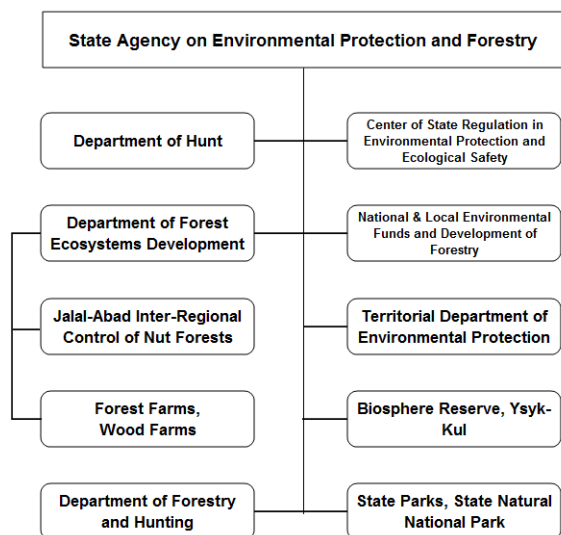 State Agency on Environmental Protection and Forestry
Department of Hunt
Center of State Regulation in
Environmental Protection and
Ecological Safety
Department of Forest
Ecosystems Development
National & Local Environmental
Funds and Development of
Forestry
Jalal-Abad Inter-Regional
Control of Nut Forests
Territorial Department of
Environmental Protection
Forest Farms,
Wood Farms
Biosphere Reserve, Ysyk-
Kul
Department of Forestry
and Hunting
State Parks, State Natural
National Park